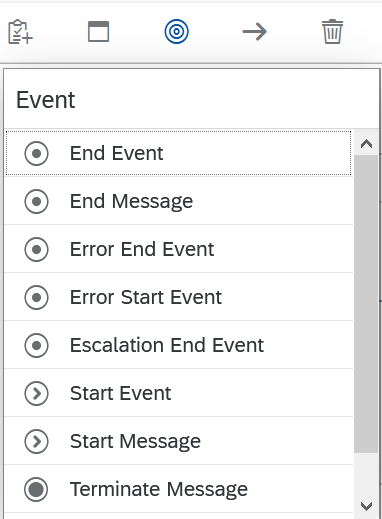 Event
End Event
End Message
Error End Event
Error Start Event
Escalation End Event
Start Event
Start Message
Terminate Message